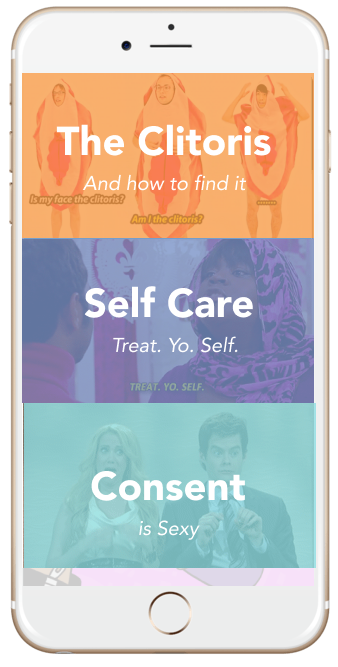 The Clitoris
And how to find it
Is my face the clitoris?
Am I the clitoris?
Self Care
Treat. Yo. Self.
TREAT. YO. SELF.
Consent
is Sexy